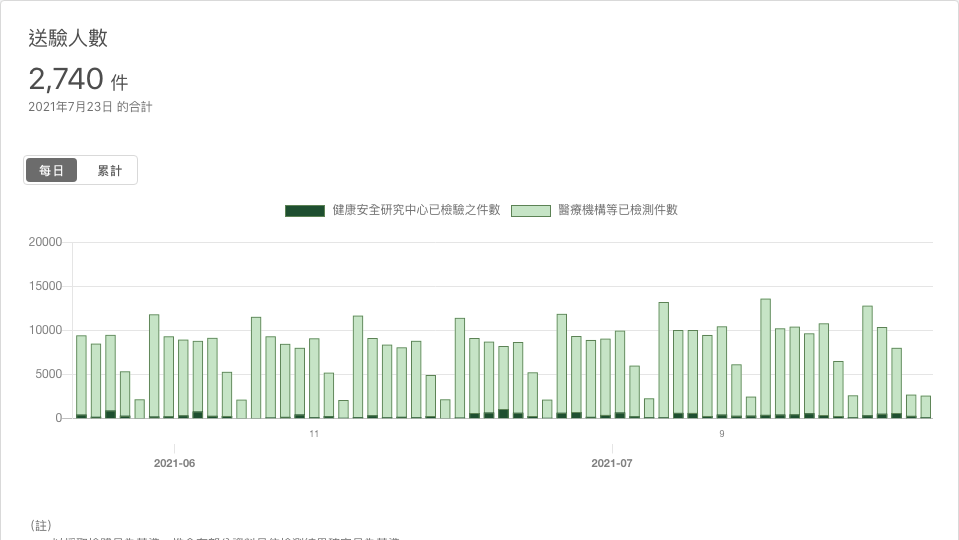 送驗人數
2,740 件
2021年7月23日 的合計
每日 累計
健康安全研究中心已檢驗之件數 醫療機構等已檢測件數
20000
15000
10000
5000
0
11 9
2021-06 2021-07
(註)